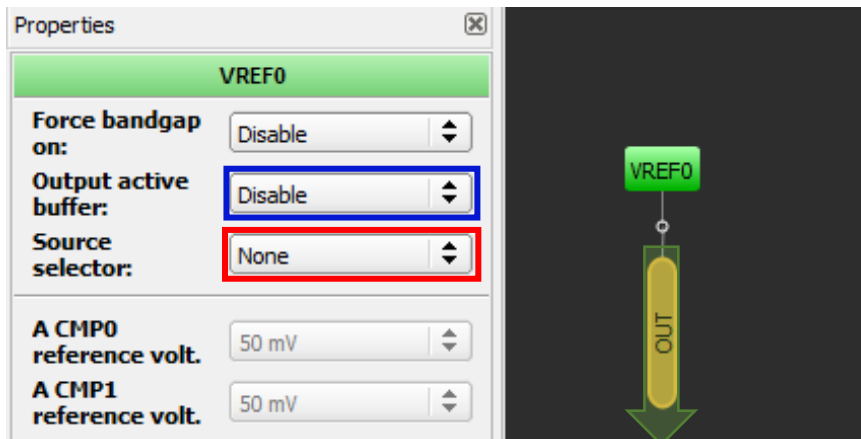 Properties
VREF0
Force bandgap
on:
Disable
Output active
buffer:
Disable
Source
selector:
None
A CMP0
reference volt.
50 mV
A CMP1
reference volt.
50 mV
VREF0
OUT